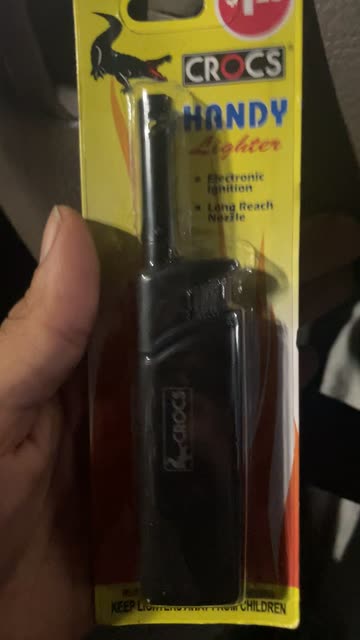 CROCS
HANDY
Lighter
• Electronic
Ignition
• Long Reach
Nozzle
CROCS
KEEP LIGHTERS AWAY FROM CHILDREN